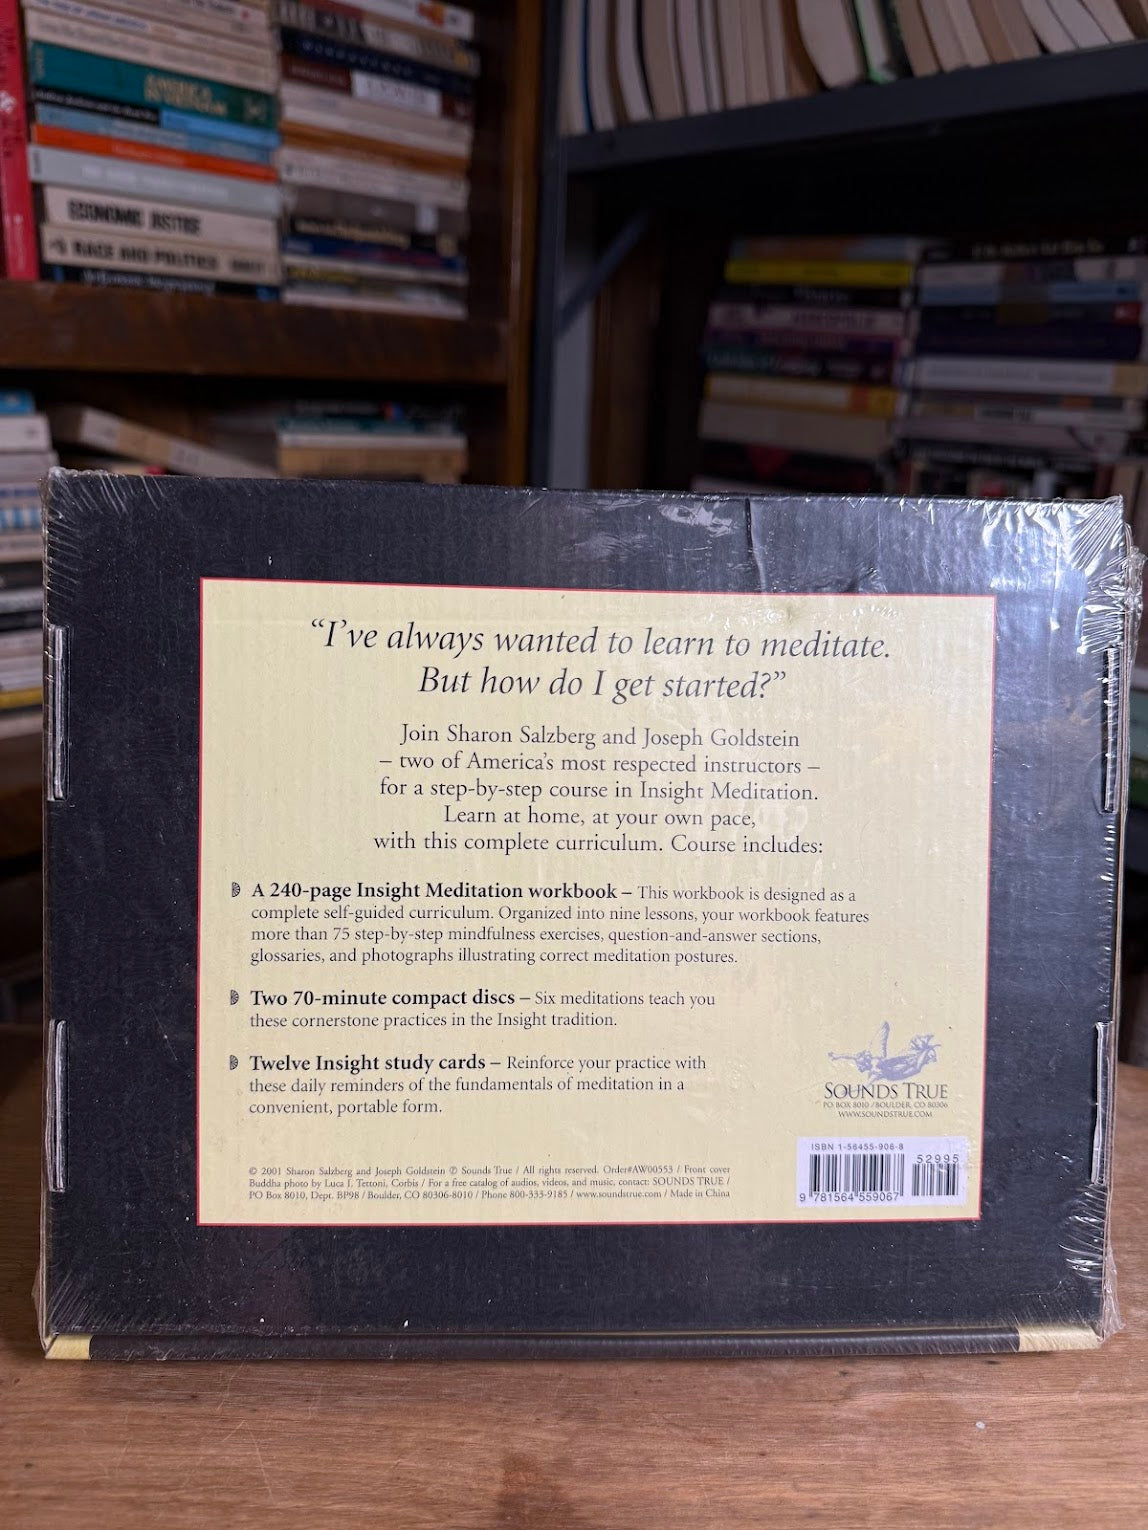 ECONOMIC JUSTICE
RACE AND POLITICS
“I’ve always wanted to learn to meditate.
But how do I get started?”
Join Sharon Salzberg and Joseph Goldstein
– two of America’s most respected instructors –
for a step-by-step course in Insight Meditation.
Learn at home, at your own pace,
with this complete curriculum. Course includes:
A 240-page Insight Meditation workbook – This workbook is designed as a
complete self-guided curriculum. Organized into nine lessons, your workbook features
more than 75 step-by-step mindfulness exercises, question-and-answer sections,
glossaries, and photographs illustrating correct meditation postures.
Two 70-minute compact discs – Six meditations teach you
these cornerstone practices in the Insight tradition.
Twelve Insight study cards – Reinforce your practice with
these daily reminders of the fundamentals of meditation in a
convenient, portable form.
SOUNDS TRUE
PO BOX 8010 / BOULDER, CO 80306
WWW.SOUNDSTRUE.COM
© 2001 Sharon Salzberg and Joseph Goldstein ℗ Sounds True / All rights reserved. Order#AW00553 / Front cover
Buddha photo by Luca I. Tettoni, Corbis / For a free catalog of audios, videos, and music, contact: SOUNDS TRUE /
PO Box 8010, Dept. BP98 / Boulder, CO 80306-8010 / Phone 800-333-9185 / www.soundstrue.com / Made in China
ISBN 1-56455-906-8
52995
9 781564 559067